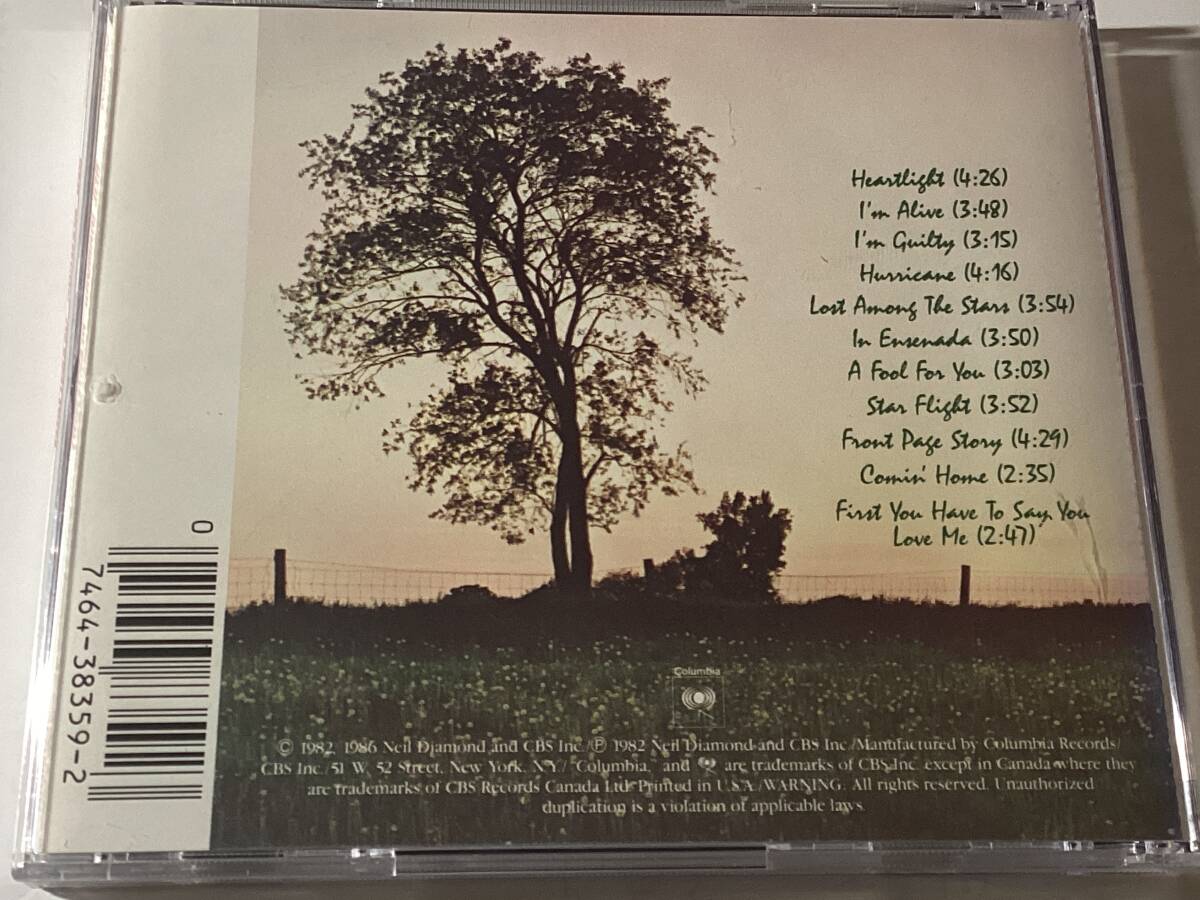 Heartlight (4:26)
I'm Alive (3:48)
I'm Guilty (3:15)
Hurricane (4:16)
Lost Among The Stars (3:54)
In Ensenada (3:50)
A Fool For You (3:03)
Star Flight (3:52)
Front Page Story (4:29)
Comin' Home (2:35)
First You Have To Say You
Love Me (2:47)
0
7464-38359-2
Columbia
© 1982, 1986 Neil Diamond and CBS Inc./℗ 1982 Neil Diamond and CBS Inc./Manufactured by Columbia Records/
CBS Inc./51 W. 52 Street, New York, N.Y./"Columbia," and are trademarks of CBS Inc. except in Canada where they
are trademarks of CBS Records Canada Ltd./Printed in U.S.A./WARNING: All rights reserved. Unauthorized
duplication is a violation of applicable laws.